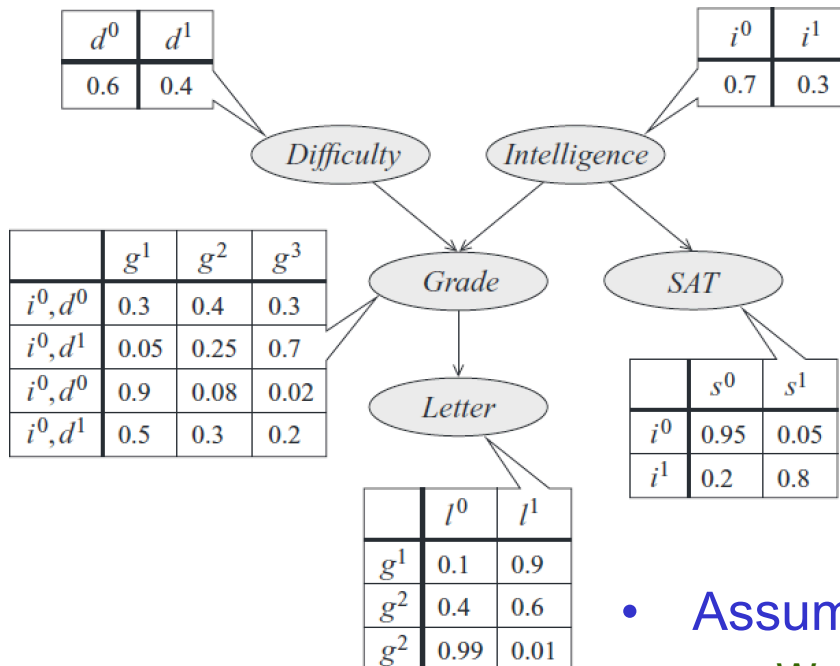 d⁰ d¹
0.6 0.4
i⁰ i¹
0.7 0.3
Difficulty
Intelligence
g¹ g² g³
i⁰, d⁰ 0.3 0.4 0.3
i⁰, d¹ 0.05 0.25 0.7
i⁰, d⁰ 0.9 0.08 0.02
i⁰, d¹ 0.5 0.3 0.2
Grade
SAT
Letter
s⁰ s¹
i⁰ 0.95 0.05
i¹ 0.2 0.8
l⁰ l¹
g¹ 0.1 0.9
g² 0.4 0.6
g² 0.99 0.01
• Assum